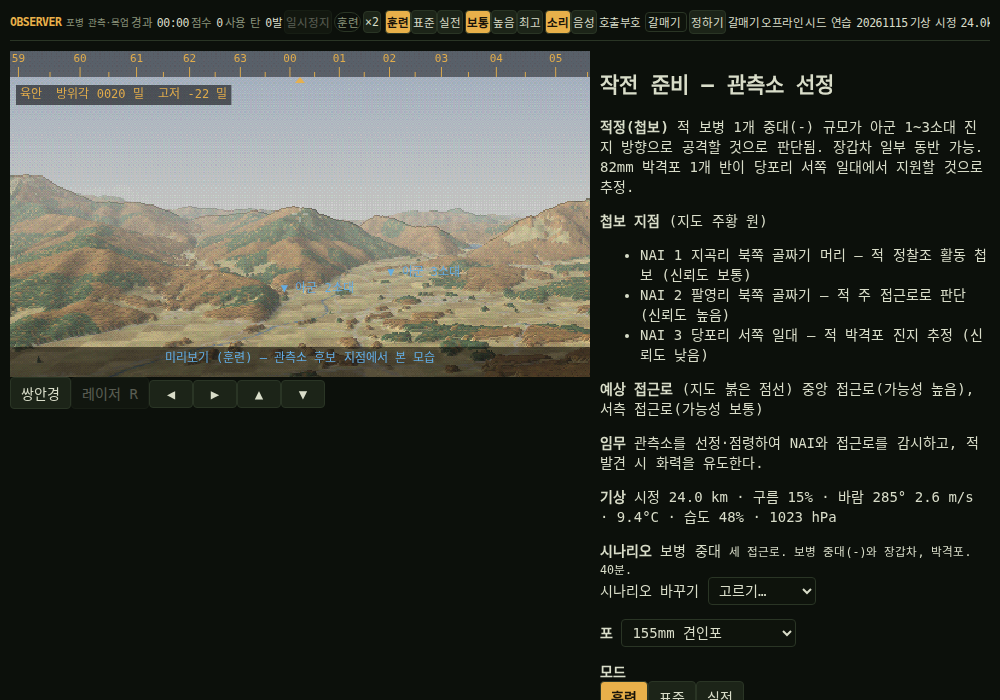 OBSERVER 포병 관측·목업 경과 00:00 점수 0 사용 탄 0발 일시정지 훈련 ×2 훈련 표준 실전 보통 높음 최고 소리 음성 호출부호 갈매기 정하기 갈매기 오프라인 시드 연습 20261115 기상 시정 24.0k
59 60 61 62 63 00 01 02 03 04 05
육안 방위각 0020 밀 고저 -22 밀
미리보기 (훈련) — 관측소 후보 지점에서 본 모습
쌍안경 레이저 R ◄ ► ▲ ▼
작전 준비 — 관측소 선정
적정(첩보) 적 보병 1개 중대(-) 규모가 아군 1~3소대 진
지 방향으로 공격할 것으로 판단됨. 장갑차 일부 동반 가능.
82mm 박격포 1개 반이 당포리 서쪽 일대에서 지원할 것으로
추정.
첩보 지점 (지도 주황 원)
• NAI 1 지곡리 북쪽 골짜기 머리 — 적 정찰조 활동 첩
보 (신뢰도 보통)
• NAI 2 팔영리 북쪽 골짜기 — 적 주 접근로로 판단
(신뢰도 높음)
• NAI 3 당포리 서쪽 일대 — 적 박격포 진지 추정 (신
뢰도 낮음)
예상 접근로 (지도 붉은 점선) 중앙 접근로(가능성 높음),
서측 접근로(가능성 보통)
임무 관측소를 선정·점령하여 NAI와 접근로를 감시하고, 적
발견 시 화력을 유도한다.
기상 시정 24.0 km · 구름 15% · 바람 285° 2.6 m/s
· 9.4°C · 습도 48% · 1023 hPa
시나리오 보병 중대 세 접근로. 보병 중대(-)와 장갑차, 박격포.
40분.
시나리오 바꾸기 고르기…
포 155mm 견인포
모드
훈련 표준 실전